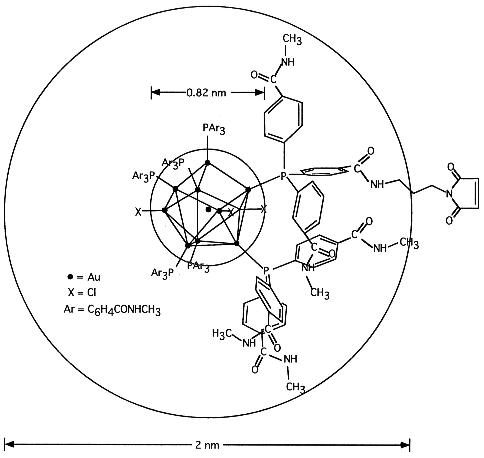 CH₃
NH
O
C
0.82 nm
PAr₃
Ar₃P
Ar₃P
P
C
O
NH
O
N
O
X
X
X
O
C
NH
CH₃
C
O
NH
CH₃
Ar₃P
PAr₃
P
● = Au
X = Cl
Ar = C₆H₄CONHCH₃
H₃C
NH
C
O
C
O
NH
CH₃
2 nm